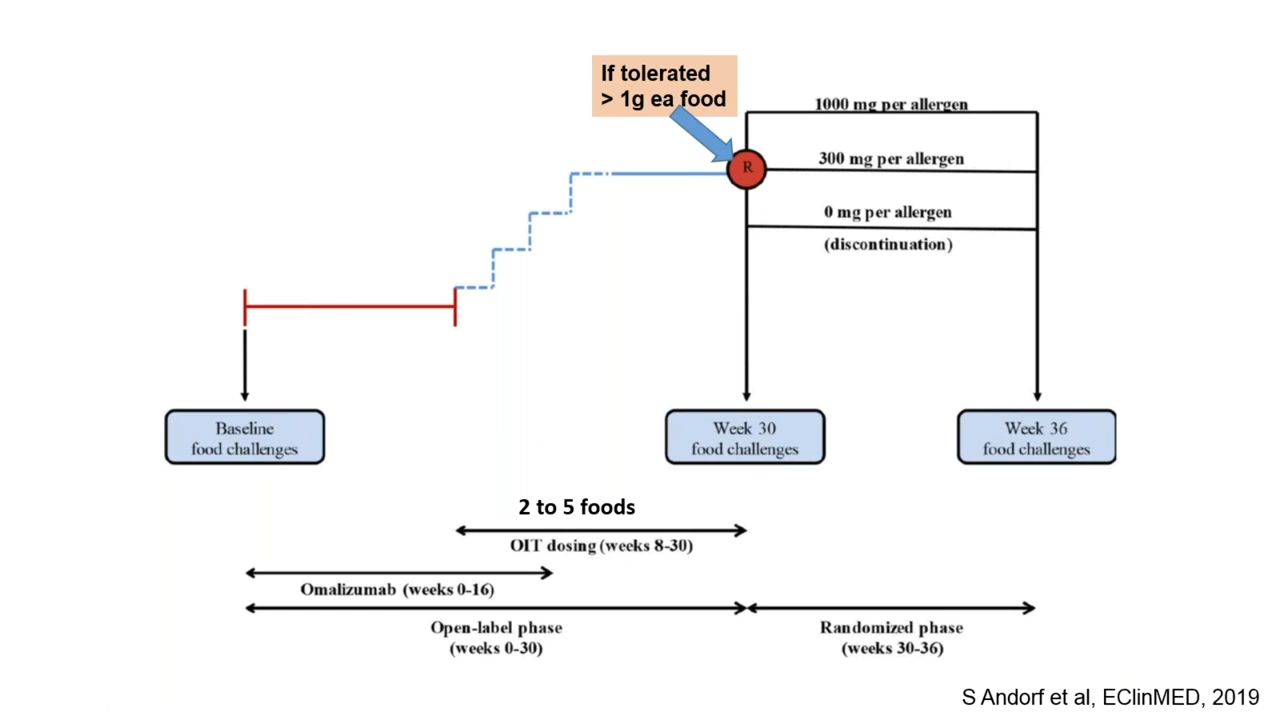 If tolerated
> 1g ea food
1000 mg per allergen
R
300 mg per allergen
0 mg per allergen
(discontinuation)
Baseline
food challenges
Week 30
food challenges
Week 36
food challenges
2 to 5 foods
OIT dosing (weeks 8-30)
Omalizumab (weeks 0-16)
Open-label phase
(weeks 0-30)
Randomized phase
(weeks 30-36)
S Andorf et al, EClinMED, 2019